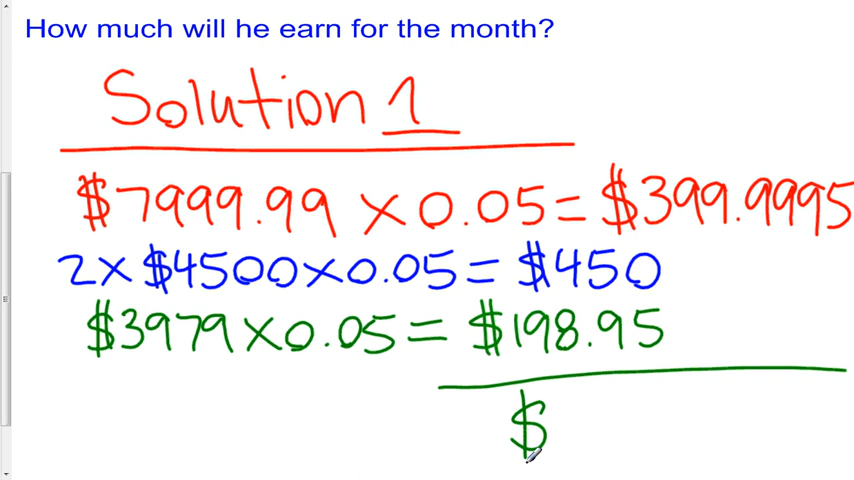 How much will he earn for the month?
Solution 1
$7999.99 x 0.05 = $399.9995
2 x $4500 x 0.05 = $450
$3979 x 0.05 = $198.95
$